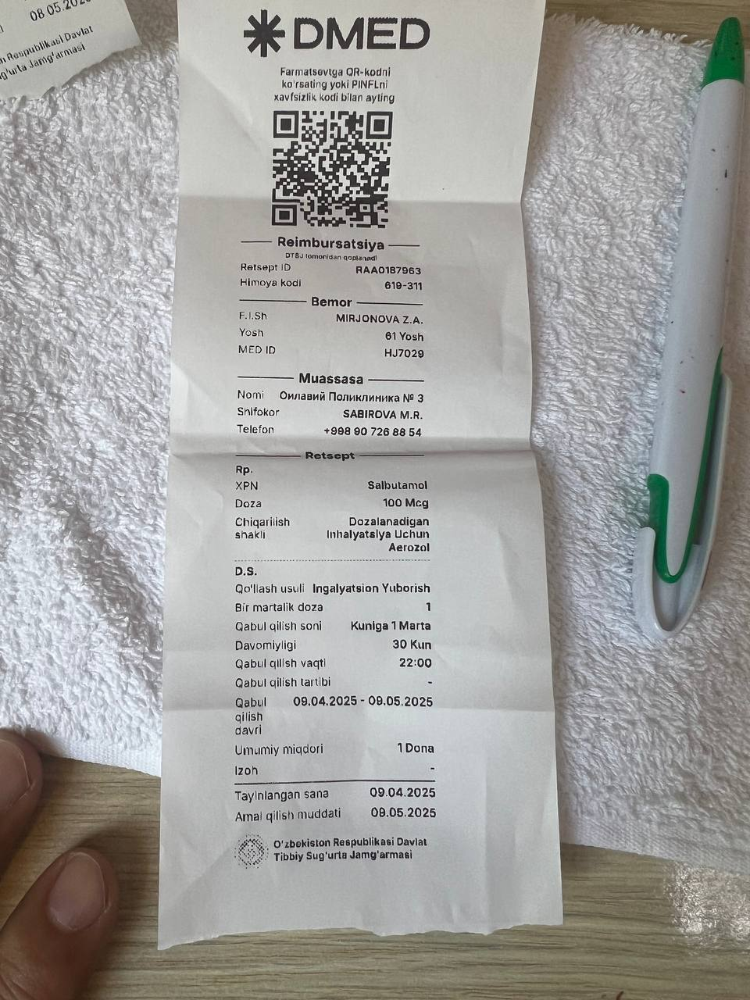 08 05.202
n Respublikasi Davlat
g'urta Jamg'armasi
DMED
Farmatsevtga QR-kodni
ko'rsating yoki PINFLni
xavfsizlik kodi bilan ayting
Reimbursatsiya
DTSJ tomonidan qoplanadi
Retsept ID RAA0187963
Himoya kodi 619-311
Bemor
F.I.Sh MIRJONOVA Z.A.
Yosh 61 Yosh
MED ID HJ7029
Muassasa
Nomi Оилавий Поликлиника № 3
Shifokor SABIROVA M.R.
Telefon +998 90 726 88 54
Retsept
Rp.
XPN Salbutamol
Doza 100 Mcg
Chiqarilish Dozalanadigan
shakli Inhalyatsiya Uchun
Aerozol
D.S.
Qo'llash usuli Ingalyatsion Yuborish
Bir martalik doza 1
Qabul qilish soni Kuniga 1 Marta
Davomiyligi 30 Kun
Qabul qilish vaqti 22:00
Qabul qilish tartibi -
Qabul 09.04.2025 - 09.05.2025
qilish
davri
Umumiy miqdori 1 Dona
Izoh -
Tayinlangan sana 09.04.2025
Amal qilish muddati 09.05.2025
O'zbekiston Respublikasi Davlat
Tibbiy Sug'urta Jamg'armasi